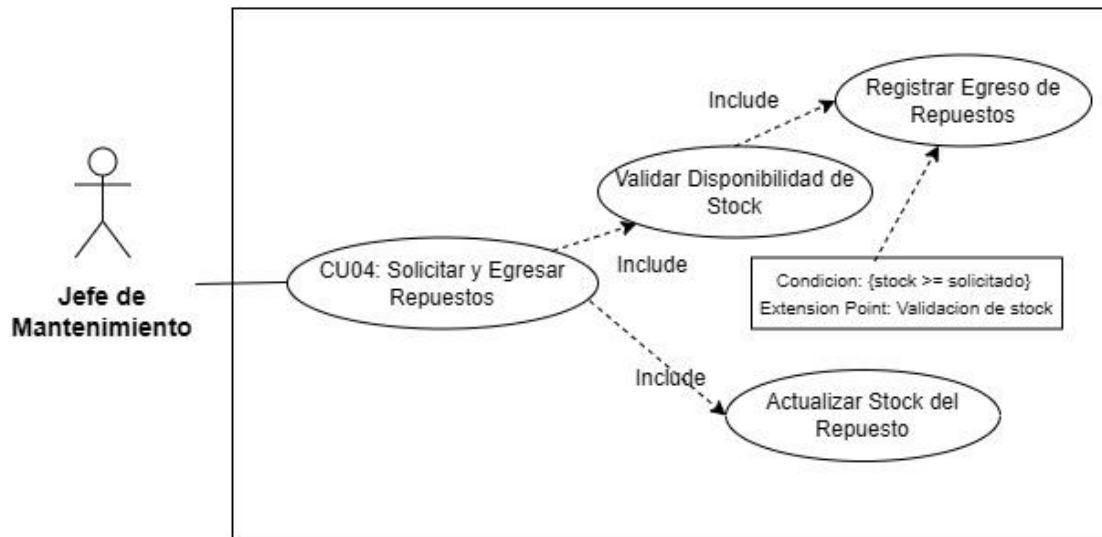 Include
Registrar Egreso de
Repuestos
Validar Disponibilidad de
Stock
Include
CU04: Solicitar y Egresar
Repuestos
Jefe de
Mantenimiento
Condicion: {stock >= solicitado}
Extension Point: Validacion de stock
Include
Actualizar Stock del
Repuesto